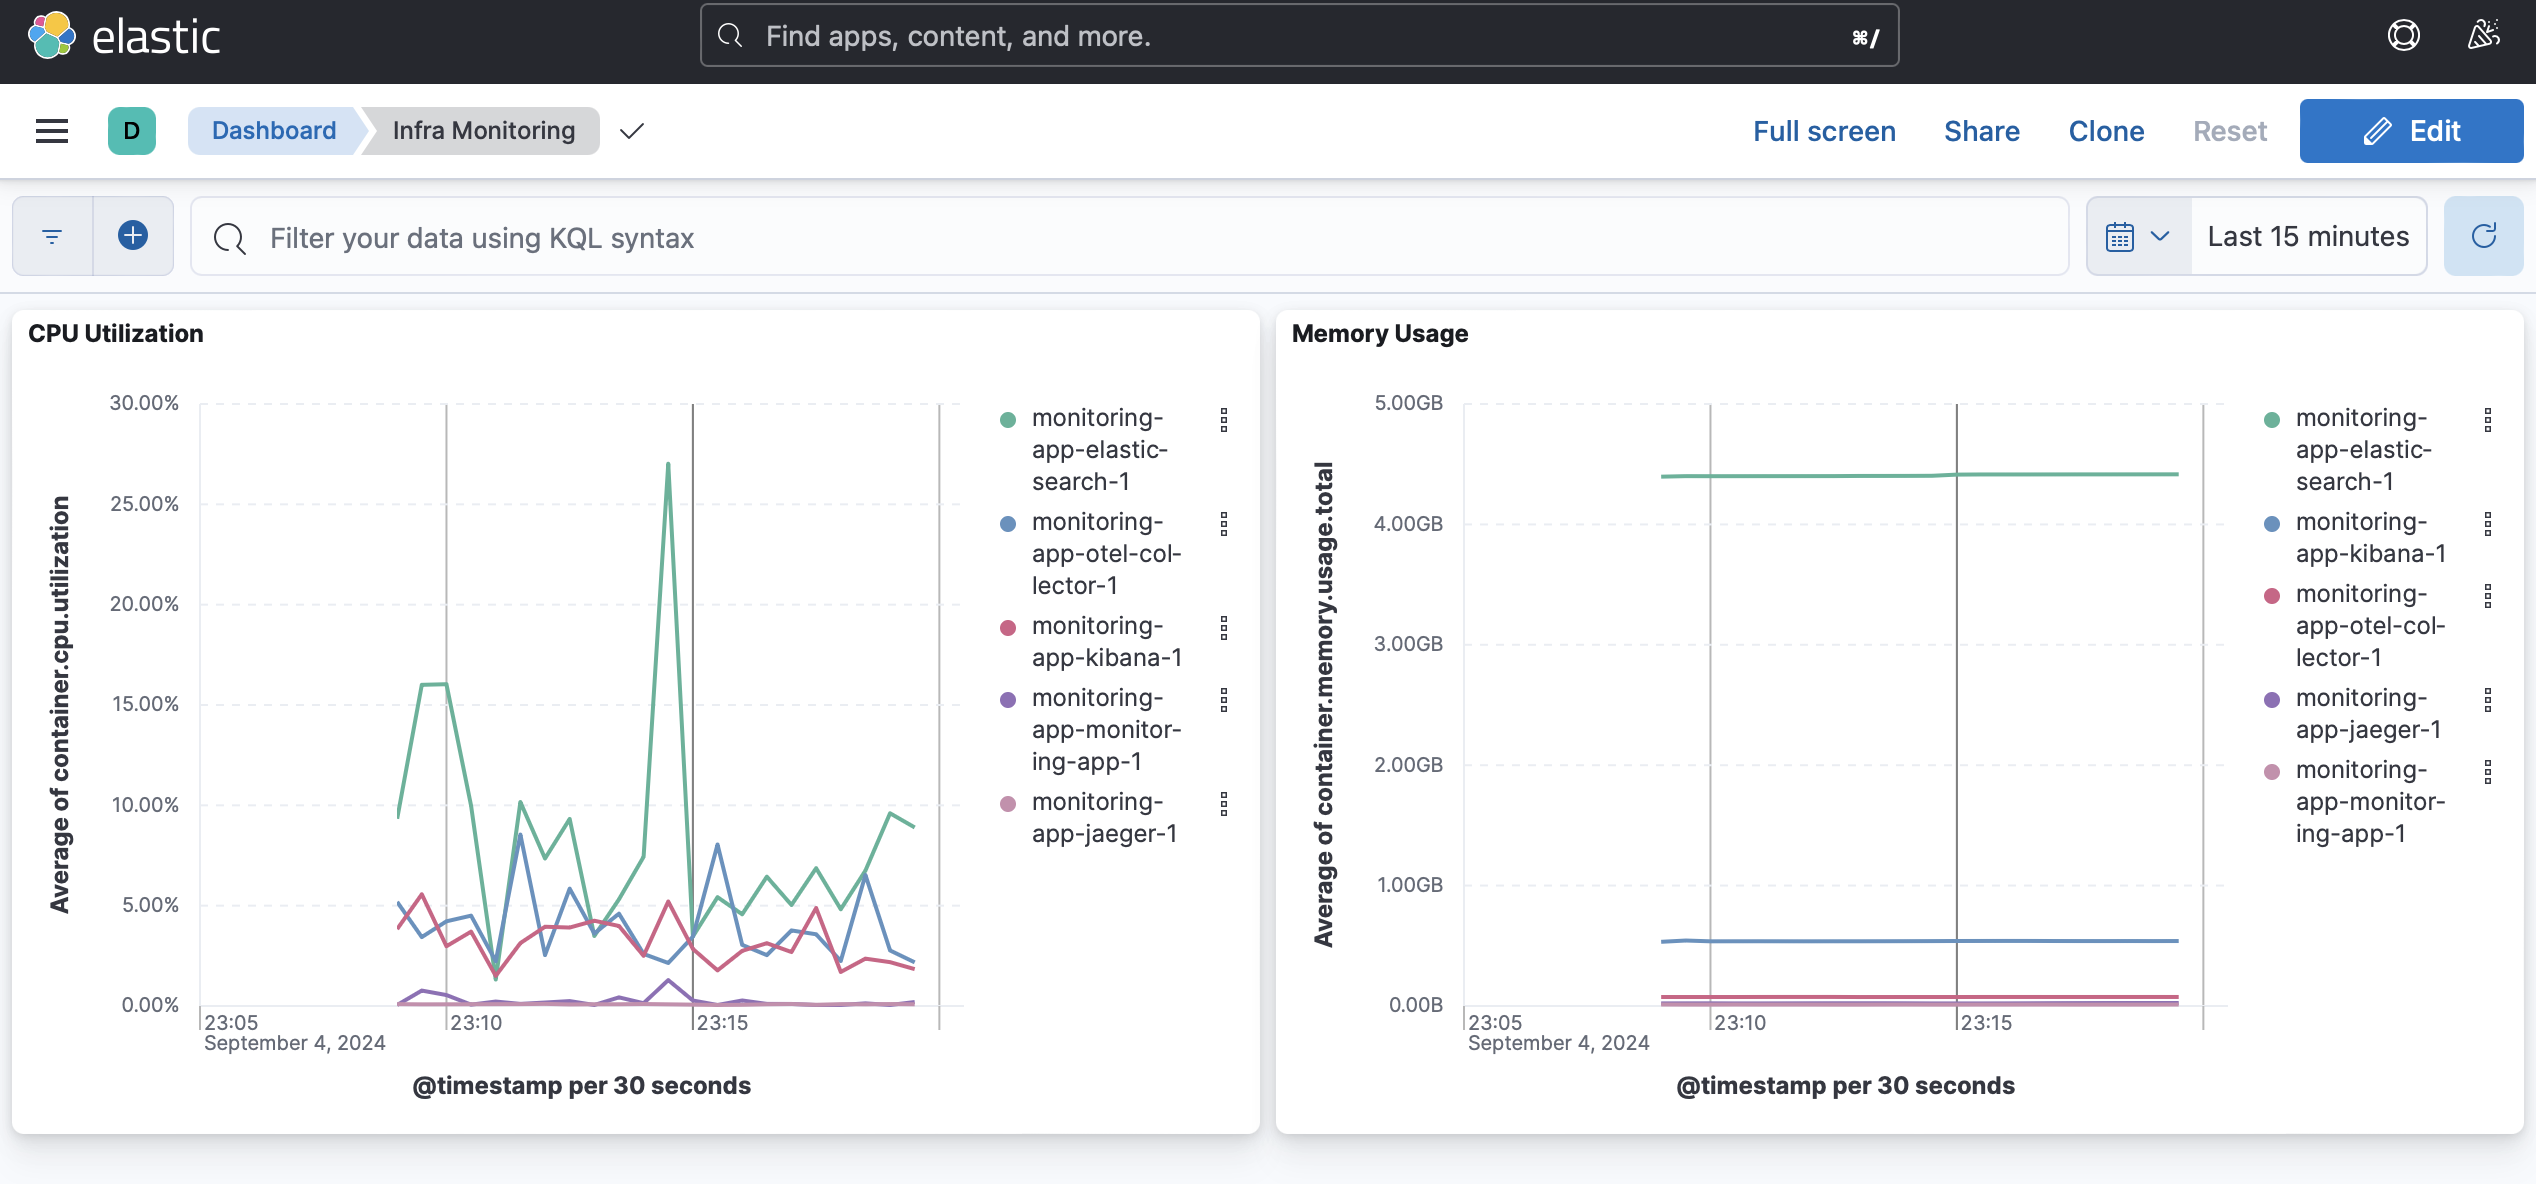 elastic
Find apps, content, and more.
⌘/
D
Dashboard
Infra Monitoring
Full screen
Share
Clone
Reset
Edit
Filter your data using KQL syntax
Last 15 minutes
CPU Utilization
Average of container.cpu.utilization
30.00%
25.00%
20.00%
15.00%
10.00%
5.00%
0.00%
23:05
23:10
23:15
September 4, 2024
@timestamp per 30 seconds
monitoring-
app-elastic-
search-1
monitoring-
app-otel-col-
lector-1
monitoring-
app-kibana-1
monitoring-
app-monitor-
ing-app-1
monitoring-
app-jaeger-1
Memory Usage
Average of container.memory.usage.total
5.00GB
4.00GB
3.00GB
2.00GB
1.00GB
0.00B
23:05
23:10
23:15
September 4, 2024
@timestamp per 30 seconds
monitoring-
app-elastic-
search-1
monitoring-
app-kibana-1
monitoring-
app-otel-col-
lector-1
monitoring-
app-jaeger-1
monitoring-
app-monitor-
ing-app-1